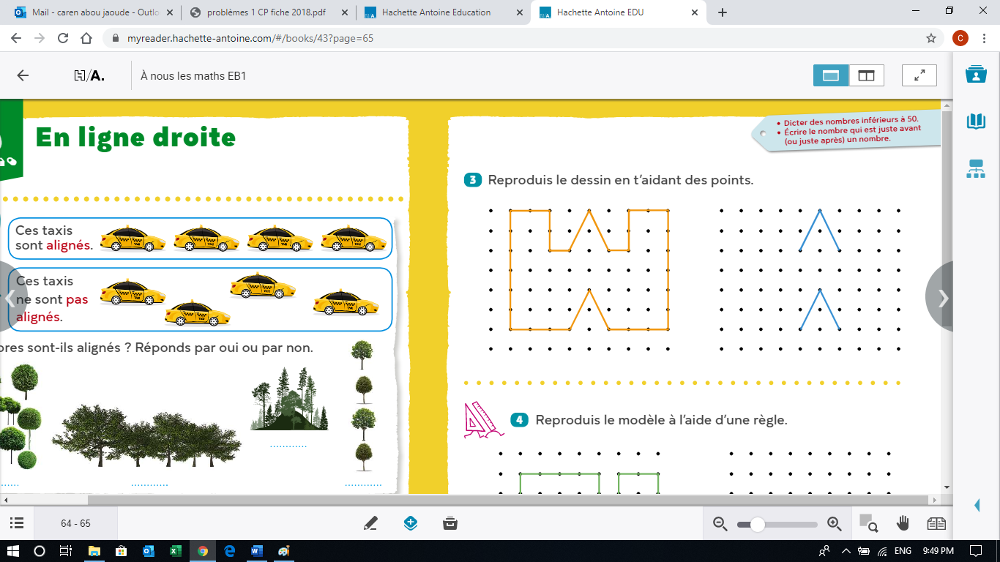 Mail - caren abou jaoude - Outlo
problèmes 1 CP fiche 2018.pdf
Hachette Antoine Education
Hachette Antoine EDU
myreader.hachette-antoine.com/#/books/43?page=65
C
H/A.
À nous les maths EB1
En ligne droite
• Dicter des nombres inférieurs à 50.
• Écrire le nombre qui est juste avant
(ou juste après) un nombre.
Ces taxis
sont alignés.
Ces taxis
ne sont pas
alignés.
bres sont-ils alignés ? Réponds par oui ou par non.
............
......
............
............
3 Reproduis le dessin en t’aidant des points.
4 Reproduis le modèle à l’aide d’une règle.
64 - 65
ENG
9:49 PM